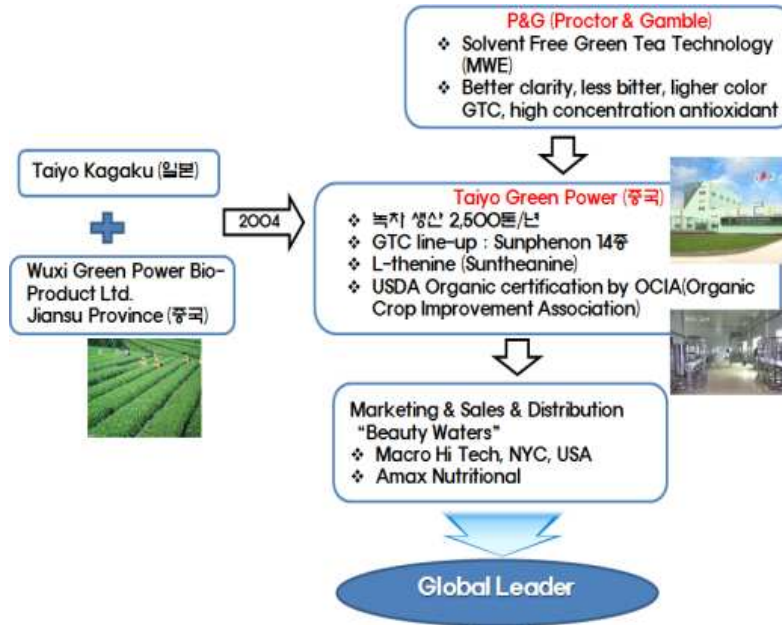 P&G (Proctor & Gamble)
❖ Solvent Free Green Tea Technology
(MWE)
❖ Better clarity, less bitter, ligher color
GTC, high concentration antioxidant
Taiyo Kagaku (일본)
2004
Wuxi Green Power Bio-
Product Ltd.
Jiansu Province (중국)
Taiyo Green Power (중국)
❖ 녹차 생산 2,500톤/년
❖ GTC line-up : Sunphenon 14종
❖ L-thenine (Suntheanine)
❖ USDA Organic certification by OCIA(Organic
Crop Improvement Association)
Marketing & Sales & Distribution
“Beauty Waters”
❖ Macro Hi Tech, NYC, USA
❖ Amax Nutritional
Global Leader